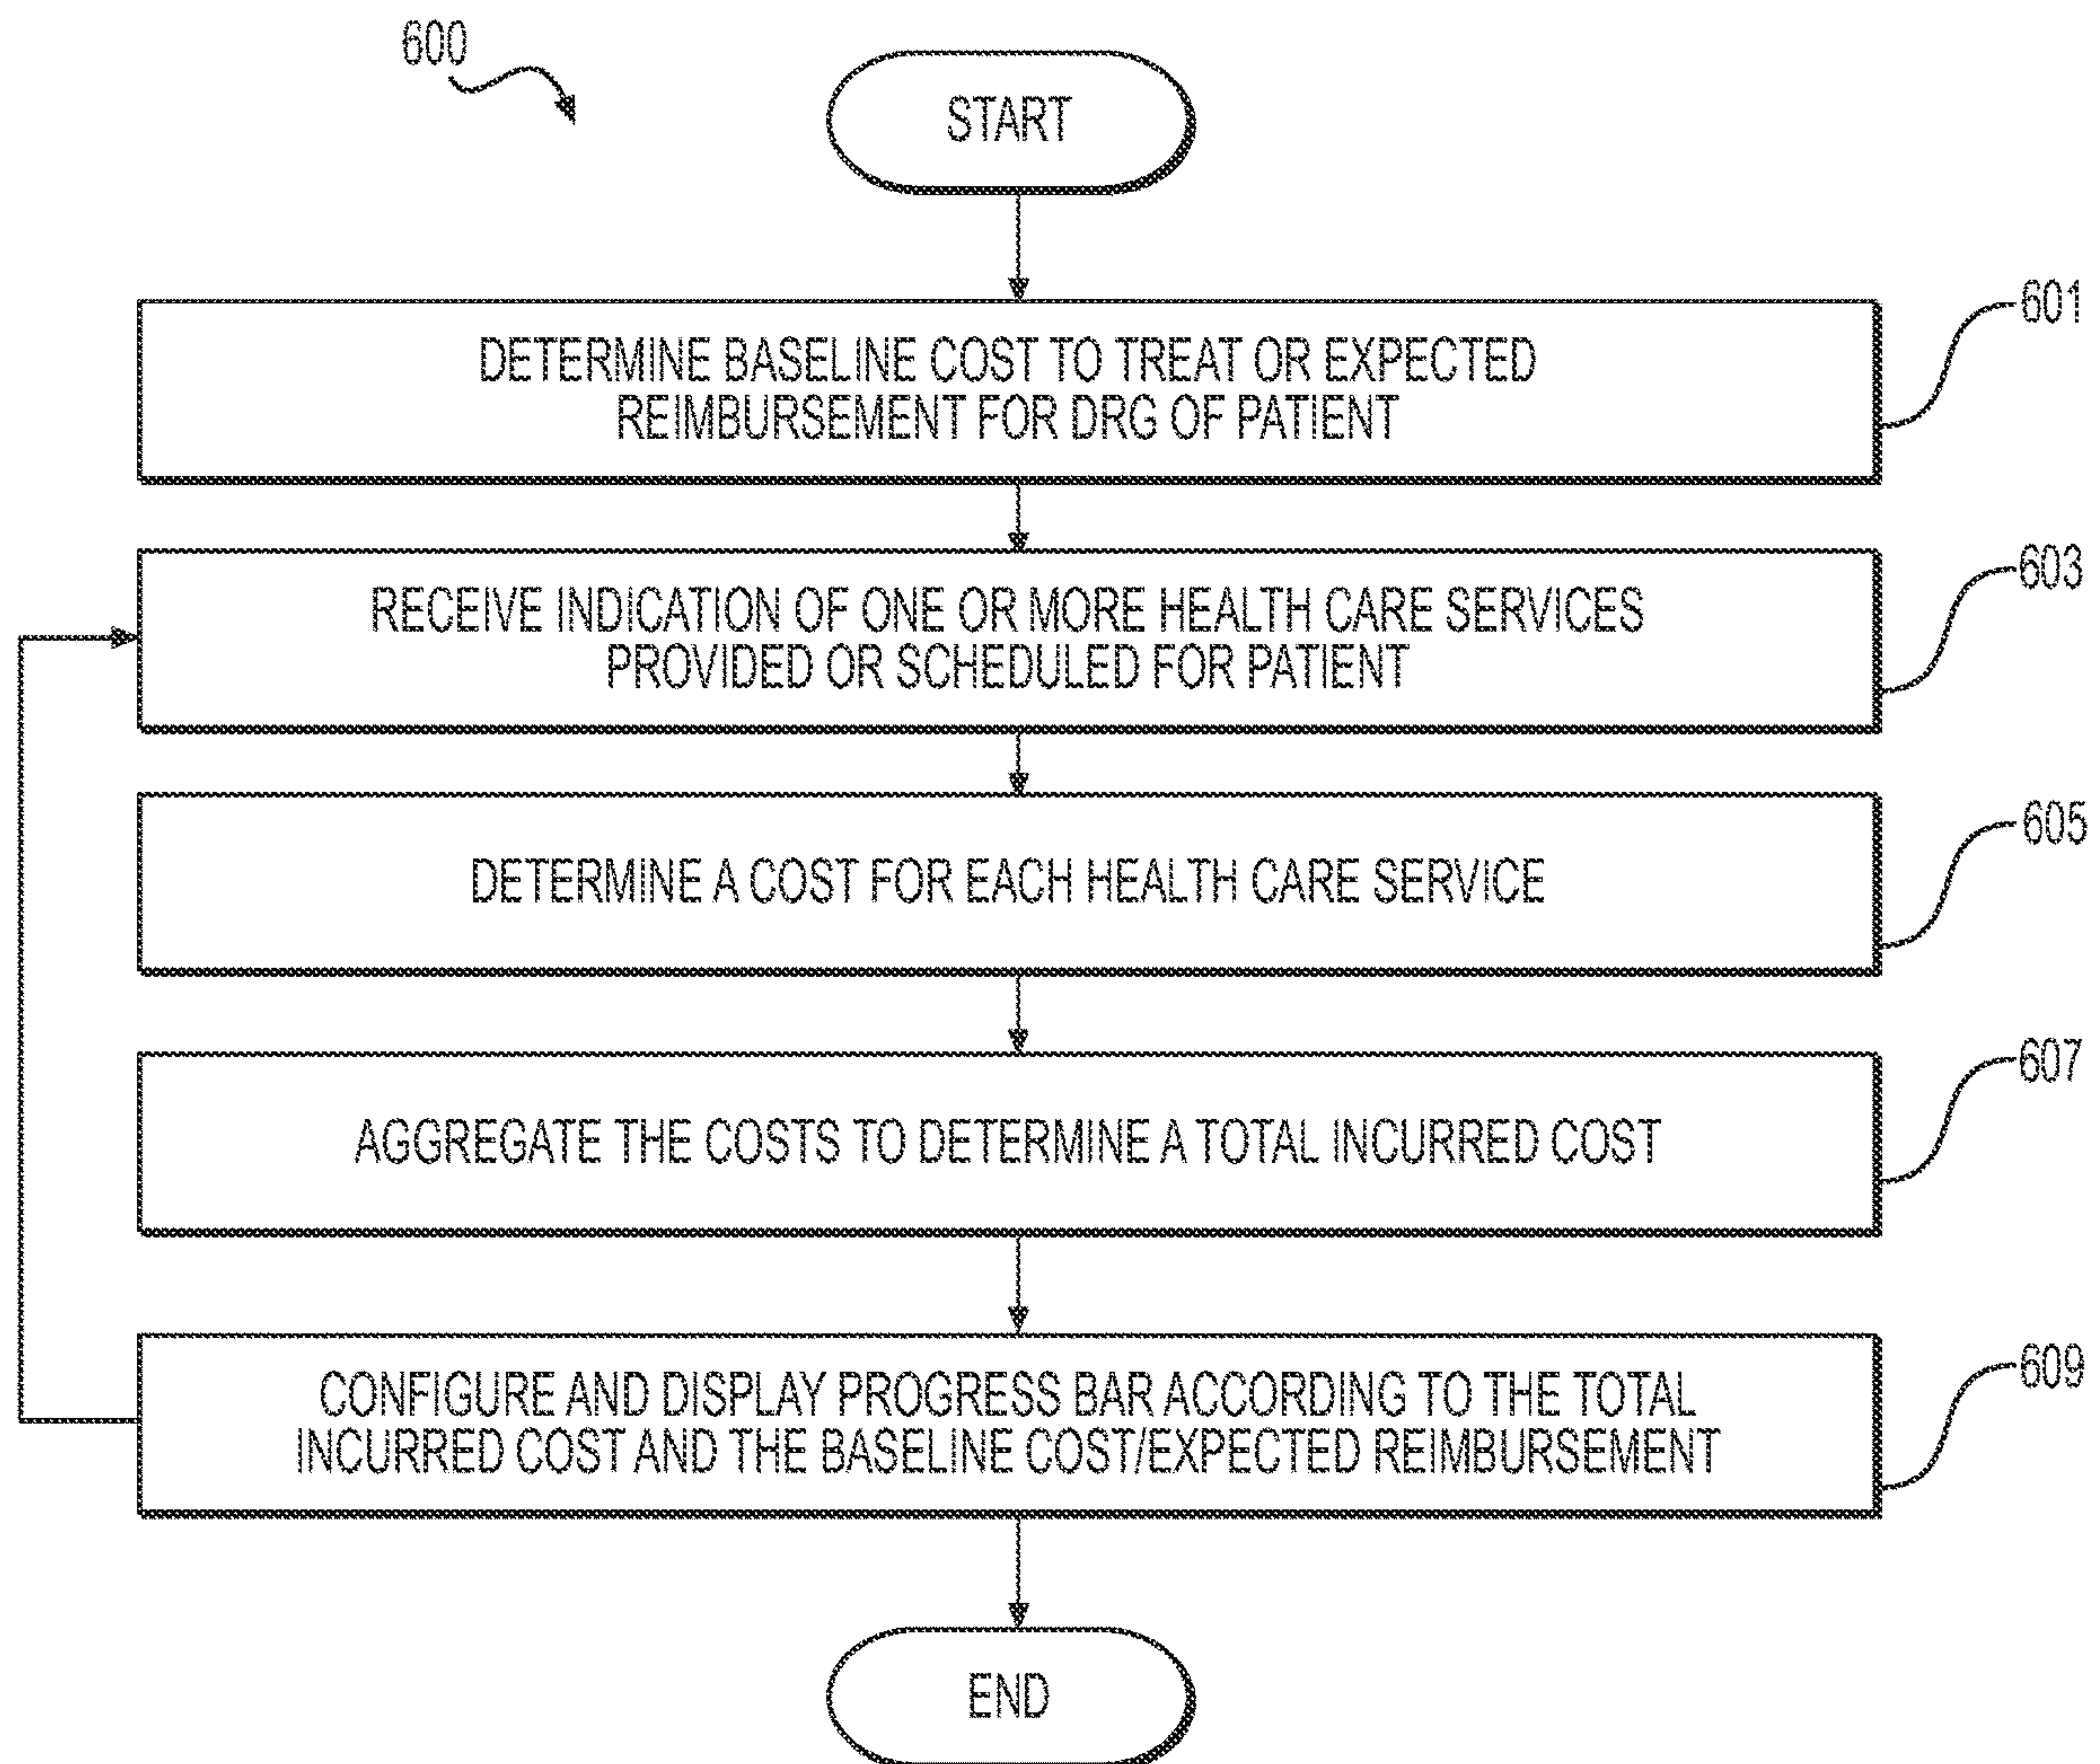 600
START
601
DETERMINE BASELINE COST TO TREAT OR EXPECTED
REIMBURSEMENT FOR DRG OF PATIENT
603
RECEIVE INDICATION OF ONE OR MORE HEALTH CARE SERVICES
PROVIDED OR SCHEDULED FOR PATIENT
605
DETERMINE A COST FOR EACH HEALTH CARE SERVICE
607
AGGREGATE THE COSTS TO DETERMINE A TOTAL INCURRED COST
609
CONFIGURE AND DISPLAY PROGRESS BAR ACCORDING TO THE TOTAL
INCURRED COST AND THE BASELINE COST/EXPECTED REIMBURSEMENT
END